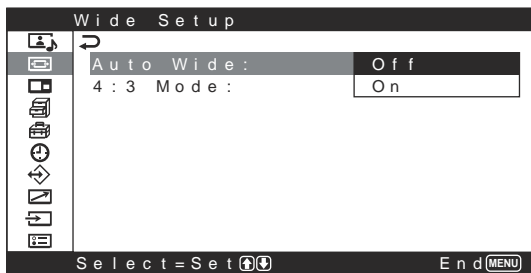 Wide Setup
Auto Wide: Off
4:3 Mode: On
Select=Set End MENU